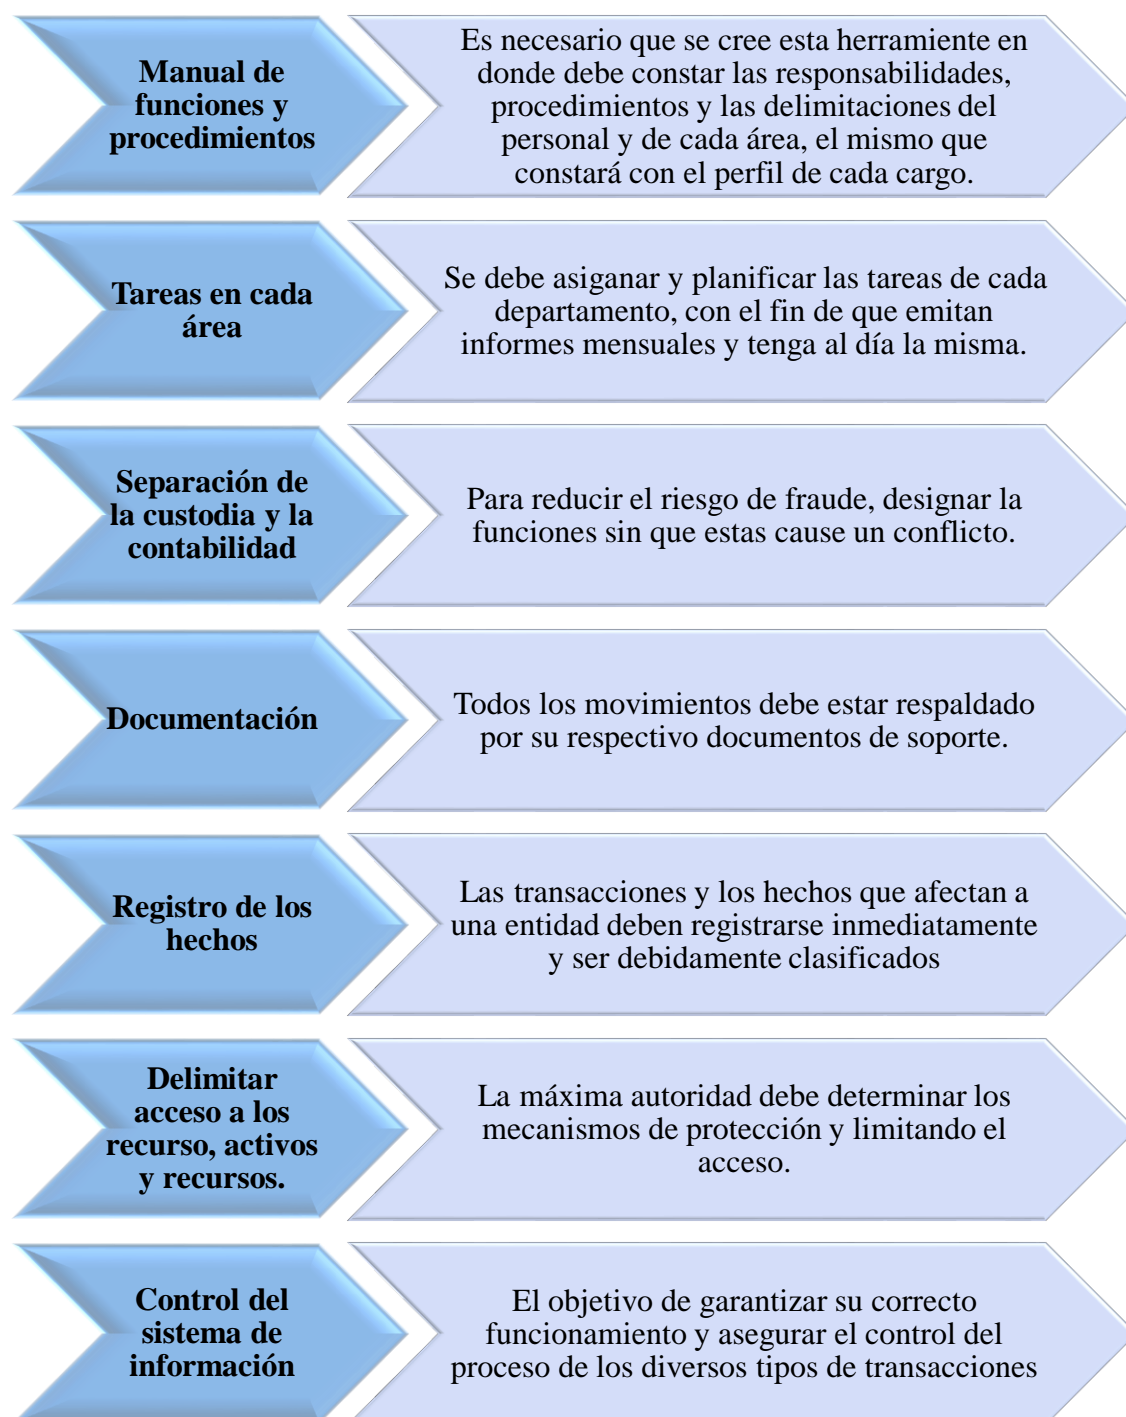 Manual de
funciones y
procedimientos
Es necesario que se cree esta herramiente en
donde debe constar las responsabilidades,
procedimientos y las delimitaciones del
personal y de cada área, el mismo que
constará con el perfil de cada cargo.
Tareas en cada
área
Se debe asiganar y planificar las tareas de cada
departamento, con el fin de que emitan
informes mensuales y tenga al día la misma.
Separación de
la custodia y la
contabilidad
Para reducir el riesgo de fraude, designar la
funciones sin que estas cause un conflicto.
Documentación
Todos los movimientos debe estar respaldado
por su respectivo documentos de soporte.
Registro de los
hechos
Las transacciones y los hechos que afectan a
una entidad deben registrarse inmediatamente
y ser debidamente clasificados
Delimitar
acceso a los
recurso, activos
y recursos.
La máxima autoridad debe determinar los
mecanismos de protección y limitando el
acceso.
Control del
sistema de
información
El objetivo de garantizar su correcto
funcionamiento y asegurar el control del
proceso de los diversos tipos de transacciones